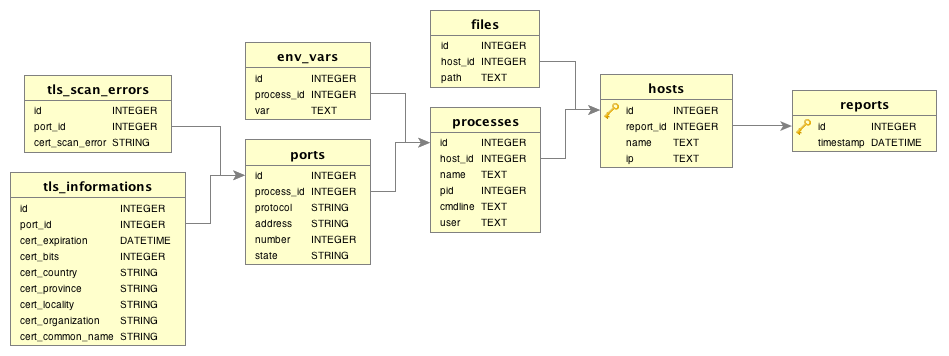 tls_scan_errors
id INTEGER
port_id INTEGER
cert_scan_error STRING
tls_informations
id INTEGER
port_id INTEGER
cert_expiration DATETIME
cert_bits INTEGER
cert_country STRING
cert_province STRING
cert_locality STRING
cert_organization STRING
cert_common_name STRING
env_vars
id INTEGER
process_id INTEGER
var TEXT
ports
id INTEGER
process_id INTEGER
protocol STRING
address STRING
number INTEGER
state STRING
files
id INTEGER
host_id INTEGER
path TEXT
processes
id INTEGER
host_id INTEGER
name TEXT
pid INTEGER
cmdline TEXT
user TEXT
hosts
id INTEGER
report_id INTEGER
name TEXT
ip TEXT
reports
id INTEGER
timestamp DATETIME